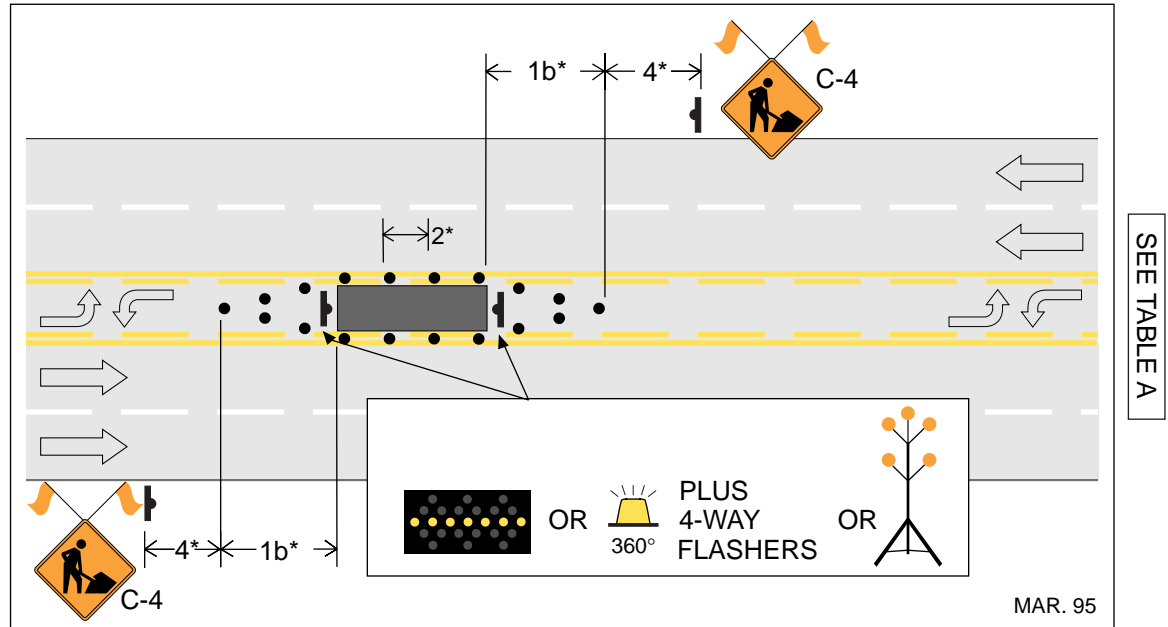 1b*
4*
C-4
2*
SEE TABLE A
OR
360°
PLUS
4-WAY
FLASHERS
OR
4*
1b*
C-4
MAR. 95